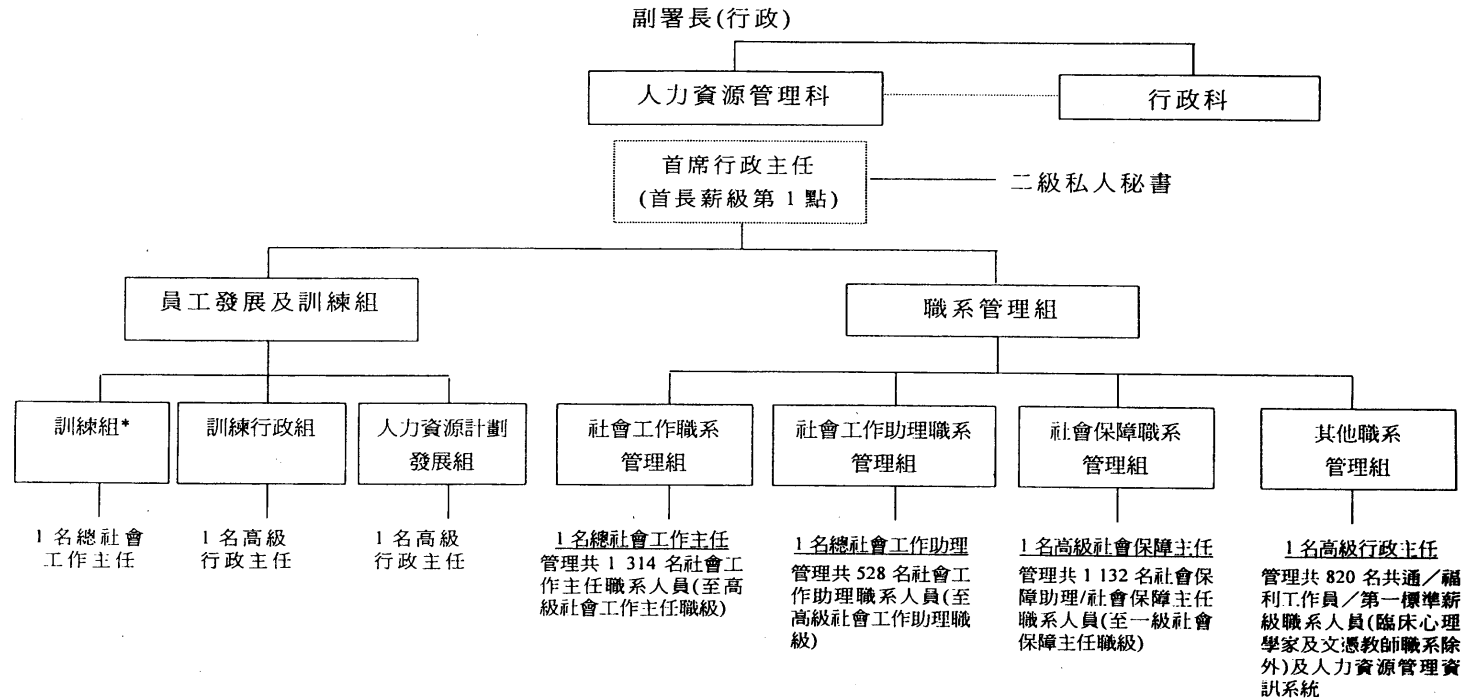 副署長(行政)
人力資源管理科
行政科
首席行政主任
(首長薪級第 1 點)
二級私人秘書
員工發展及訓練組
職系管理組
訓練組*
訓練行政組
人力資源計劃
發展組
社會工作職系
管理組
社會工作助理職系
管理組
社會保障職系
管理組
其他職系
管理組
1 名總社會
工作主任
1 名高級
行政主任
1 名高級
行政主任
1 名總社會工作主任
管理共 1 314 名社會工
作主任職系人員(至高
級社會工作主任職級)
1 名總社會工作助理
管理共 528 名社會工
作助理職系人員(至
高級社會工作助理職
級)
1 名高級社會保障主任
管理共 1 132 名社會保
障助理/社會保障主任
職系人員(至一級社會
保障主任職級)
1 名高級行政主任
管理共 820 名共通／福
利工作員／第一標準薪
級職系人員(臨床心理
學家及文憑教師職系除
外)及人力資源管理資
訊系統